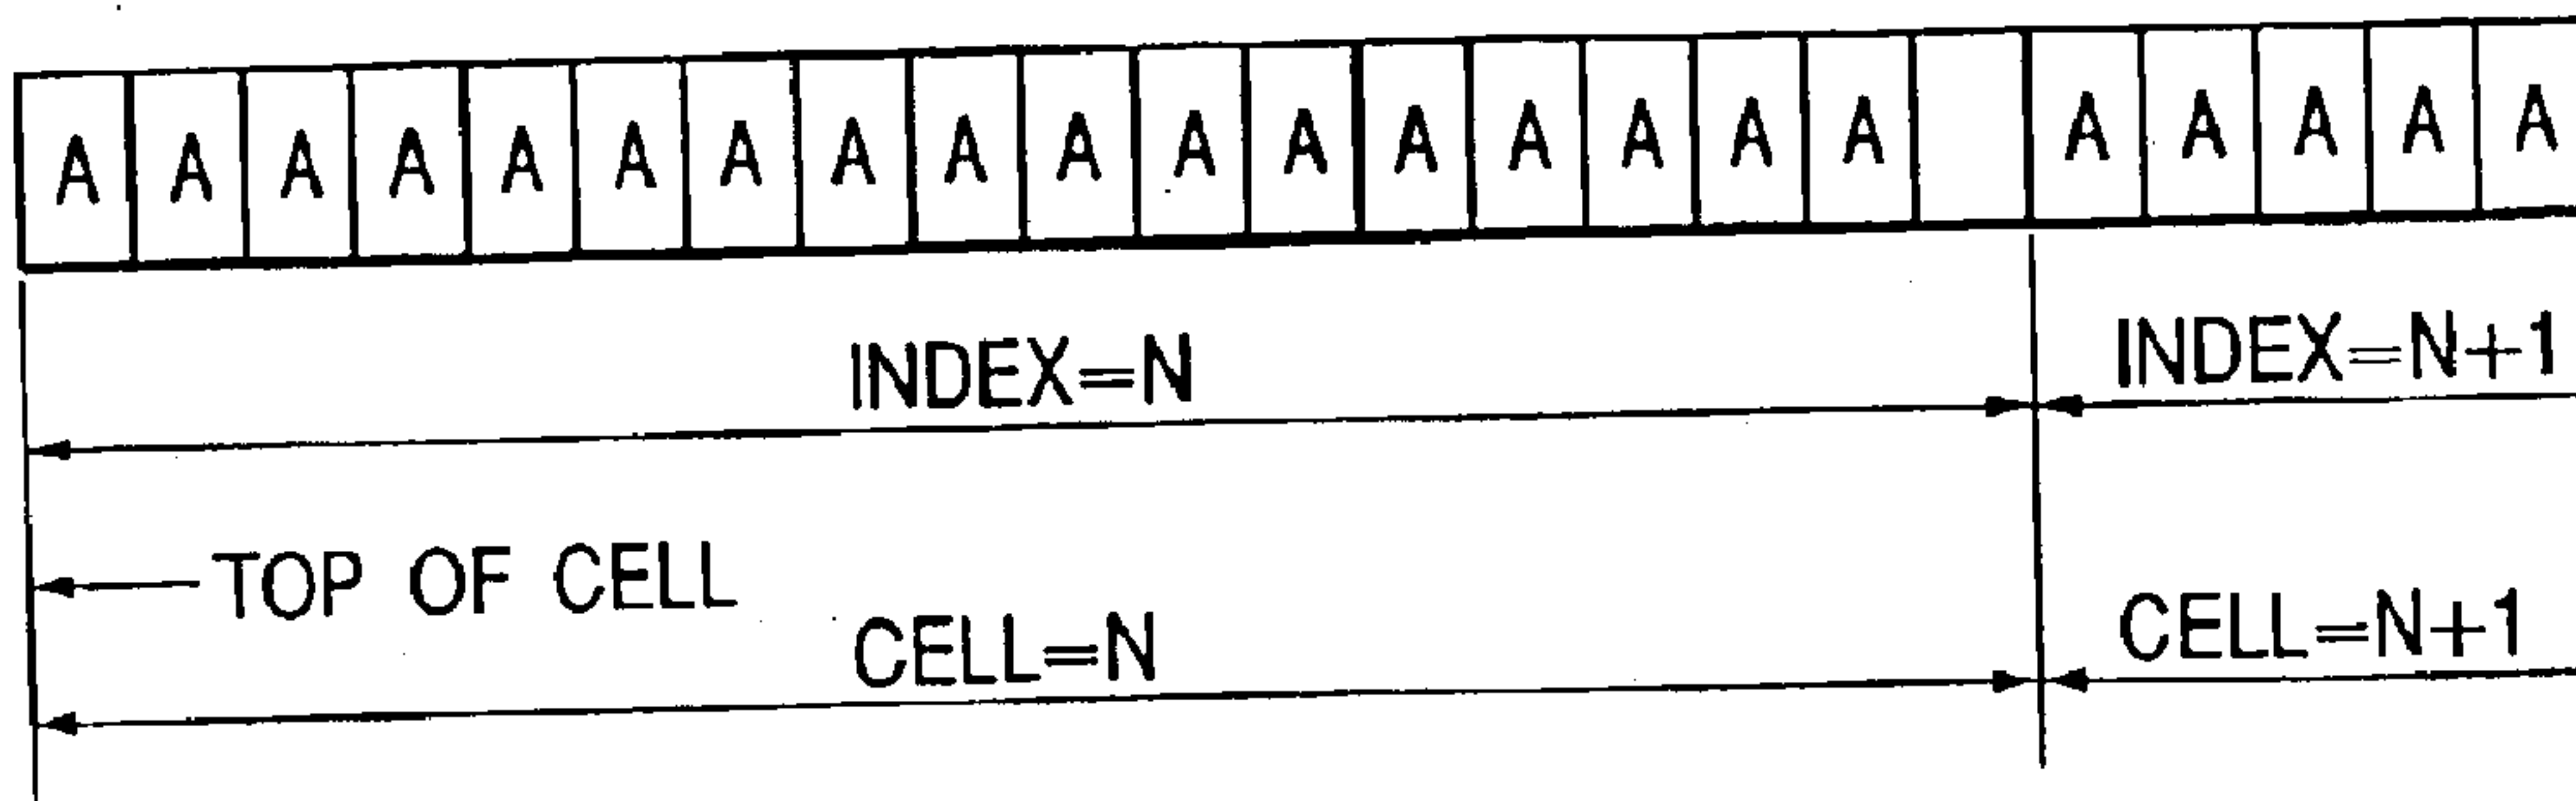 A A A A A A A A A A A A A A A A A A A A A A
INDEX=N INDEX=N+1
TOP OF CELL
CELL=N CELL=N+1